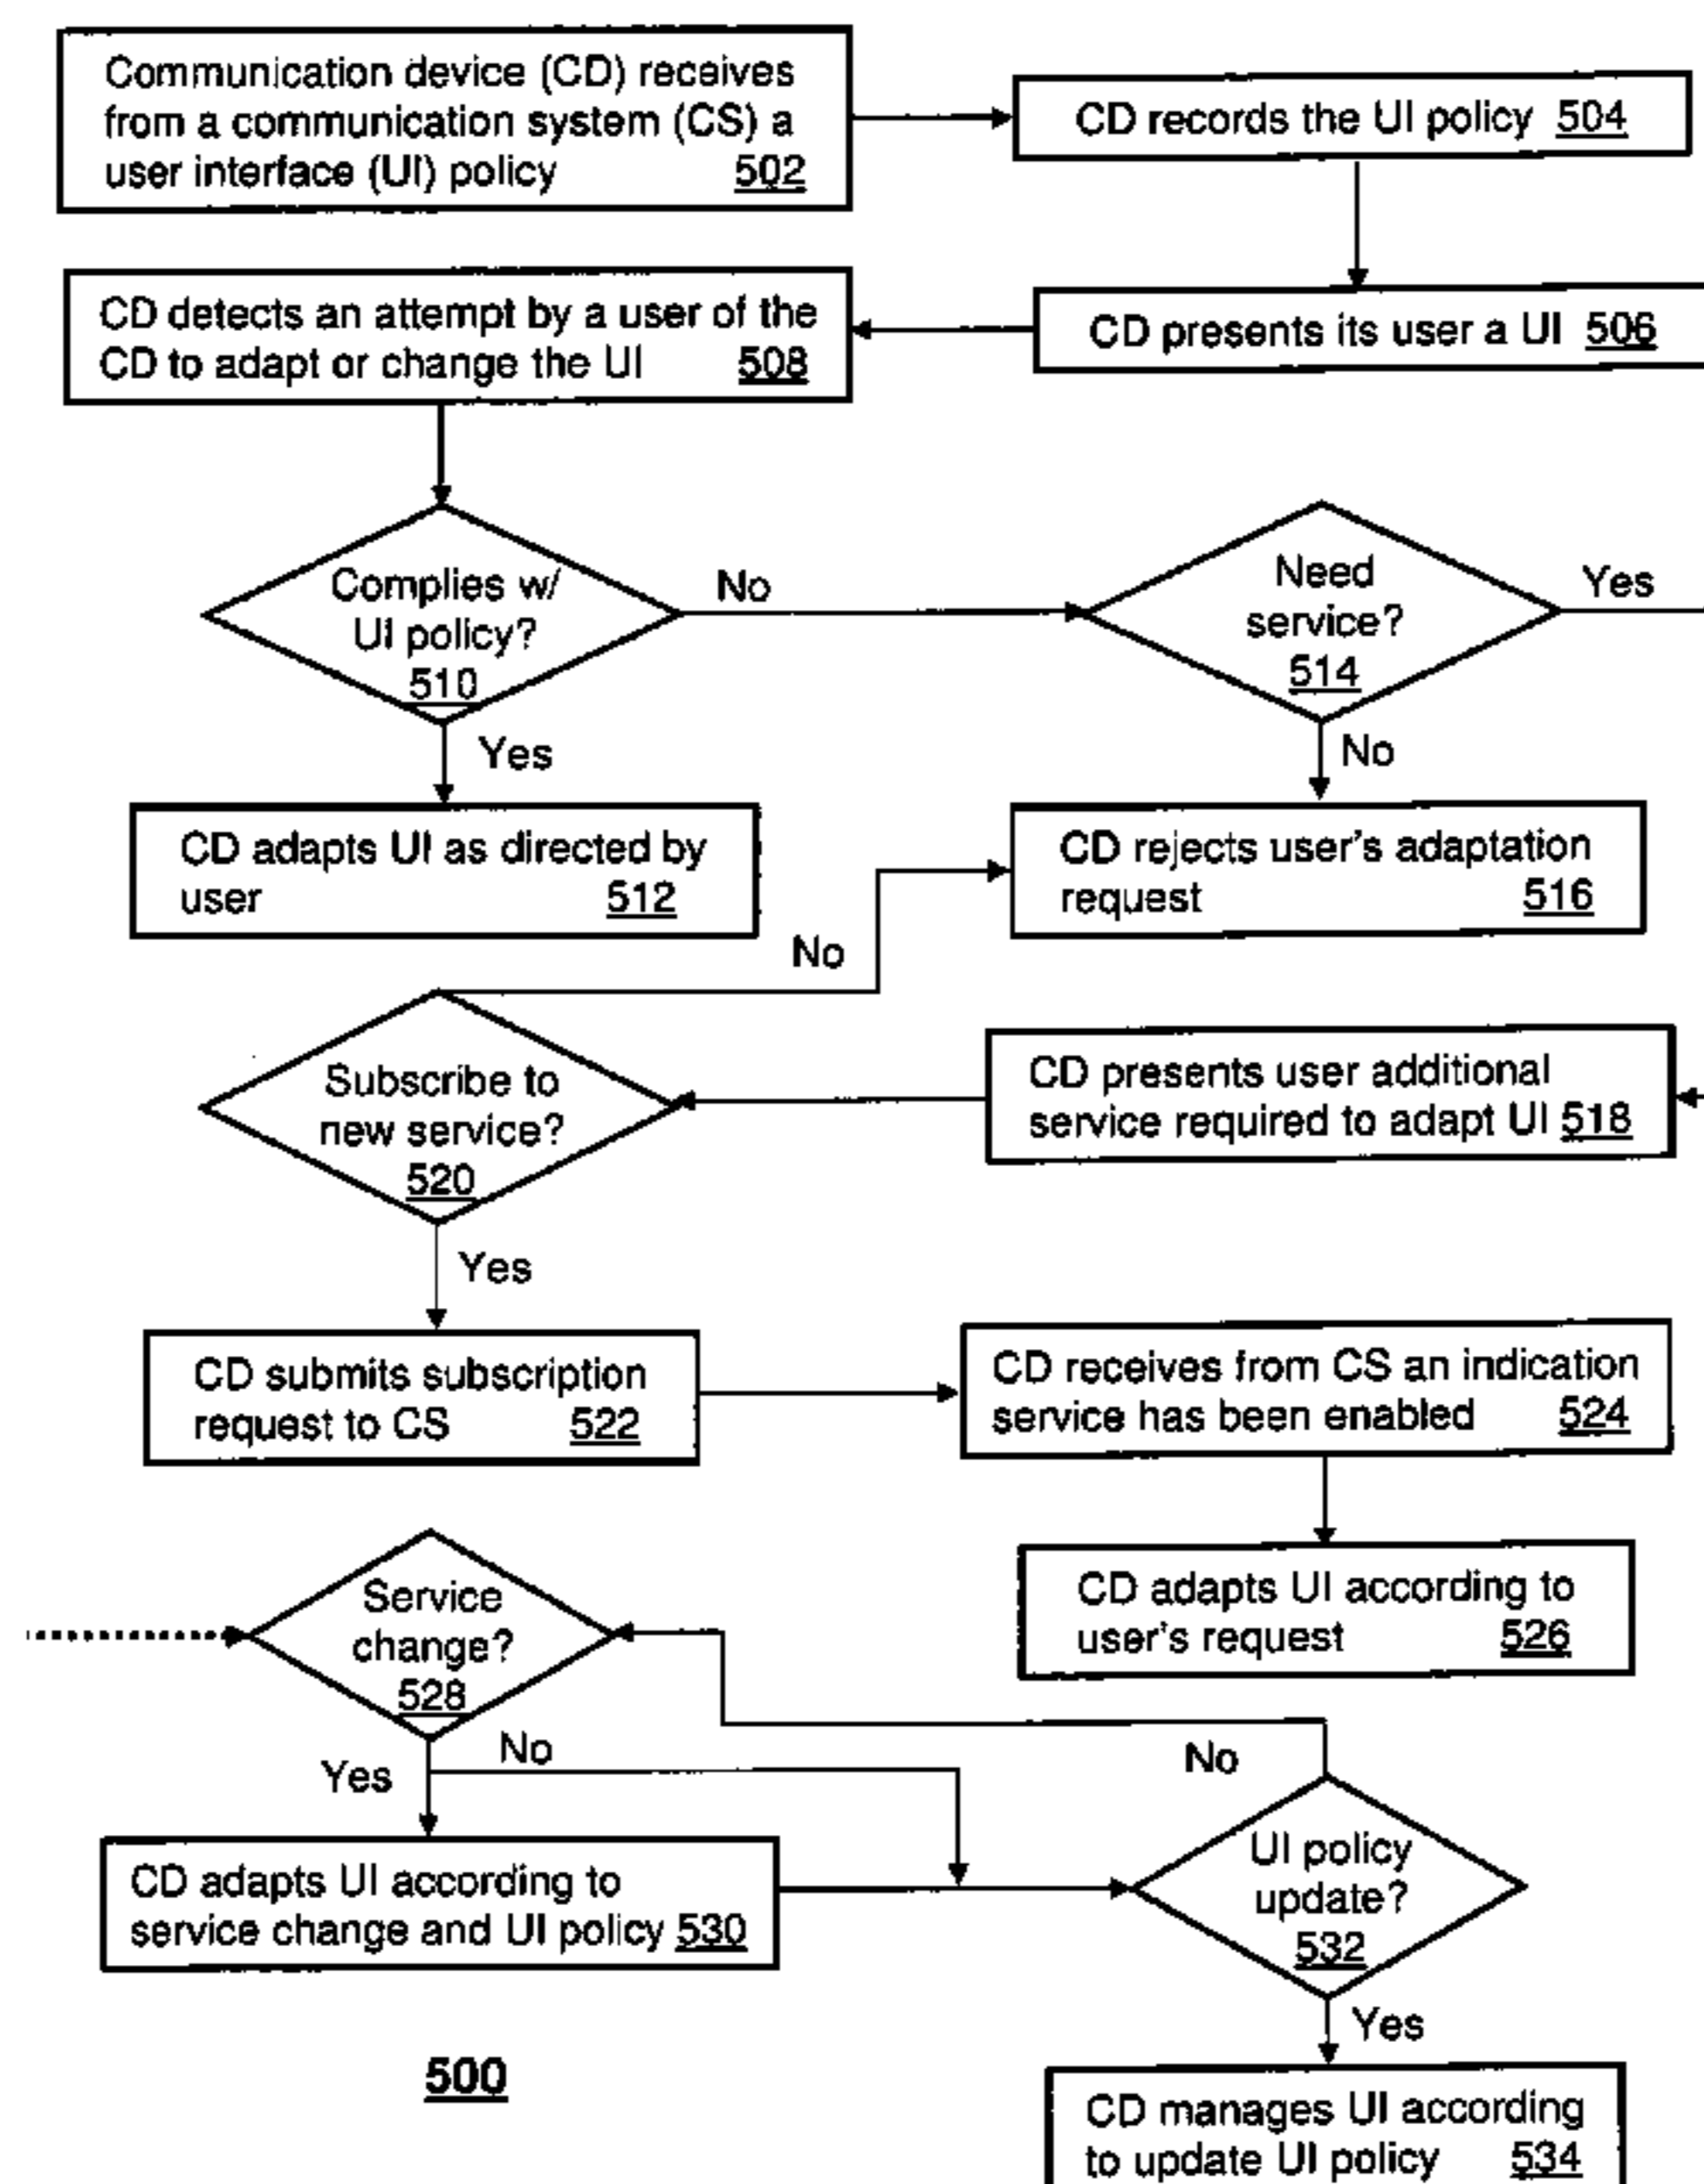 Communication device (CD) receives
from a communication system (CS) a
user interface (UI) policy 502
CD records the UI policy 504
CD presents its user a UI 506
CD detects an attempt by a user of the
CD to adapt or change the UI 508
Complies w/
UI policy?
510
No
Yes
Need
service?
514
Yes
No
CD adapts UI as directed by
user 512
CD rejects user's adaptation
request 516
No
CD presents user additional
service required to adapt UI 518
Subscribe to
new service?
520
Yes
CD submits subscription
request to CS 522
CD receives from CS an indication
service has been enabled 524
CD adapts UI according to
user's request 526
Service
change?
528
No
Yes
No
CD adapts UI according to
service change and UI policy 530
UI policy
update?
532
Yes
CD manages UI according
to update UI policy 534
500